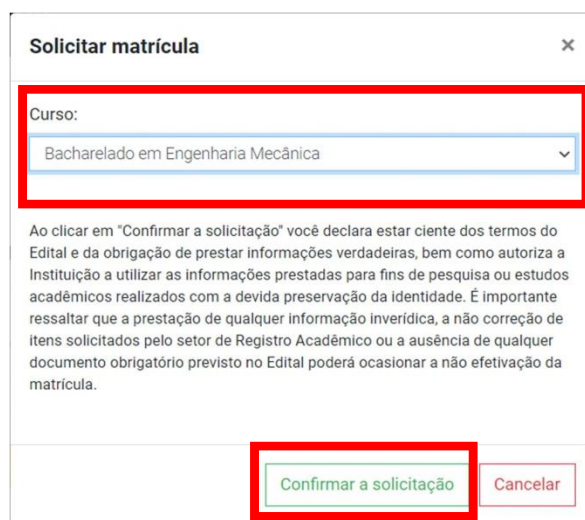 Solicitar matrícula ×
Curso:
Bacharelado em Engenharia Mecânica
Ao clicar em "Confirmar a solicitação" você declara estar ciente dos termos do
Edital e da obrigação de prestar informações verdadeiras, bem como autoriza a
Instituição a utilizar as informações prestadas para fins de pesquisa ou estudos
acadêmicos realizados com a devida preservação da identidade. É importante
ressaltar que a prestação de qualquer informação inverídica, a não correção de
itens solicitados pelo setor de Registro Acadêmico ou a ausência de qualquer
documento obrigatório previsto no Edital poderá ocasionar a não efetivação da
matrícula.
Confirmar a solicitação Cancelar